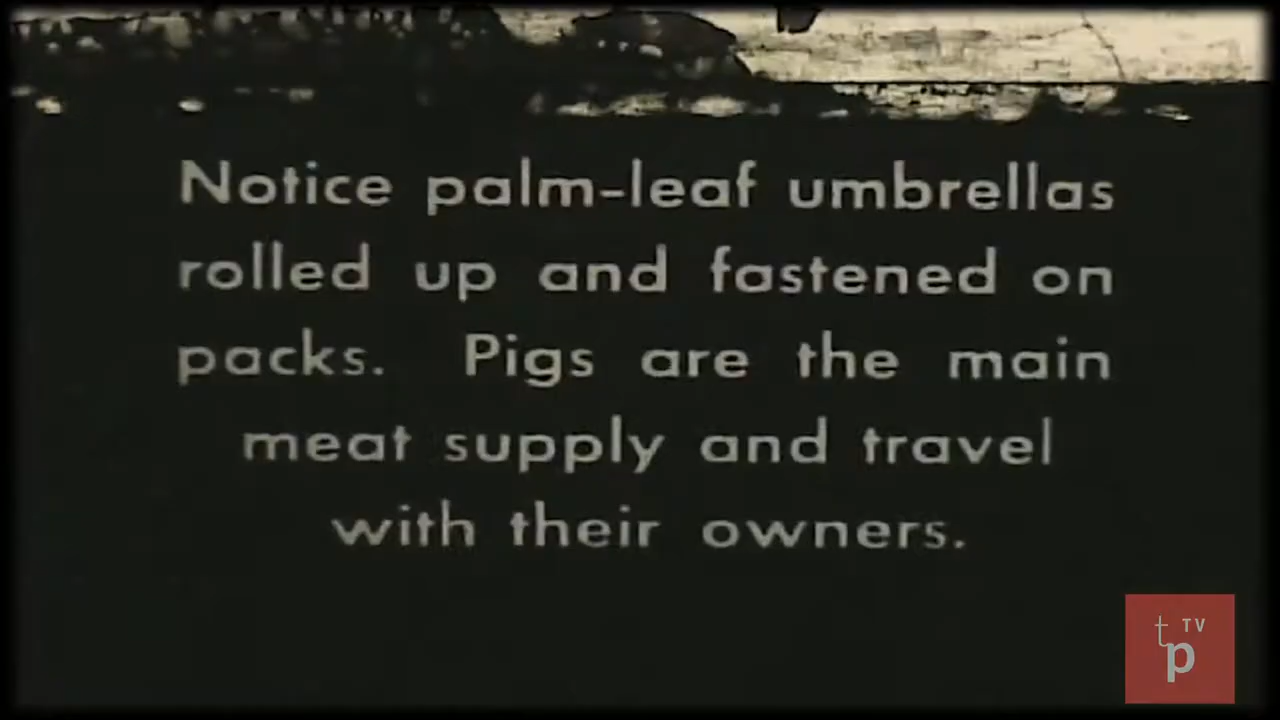 Notice palm-leaf umbrellas
rolled up and fastened on
packs. Pigs are the main
meat supply and travel
with their owners.
tp TV